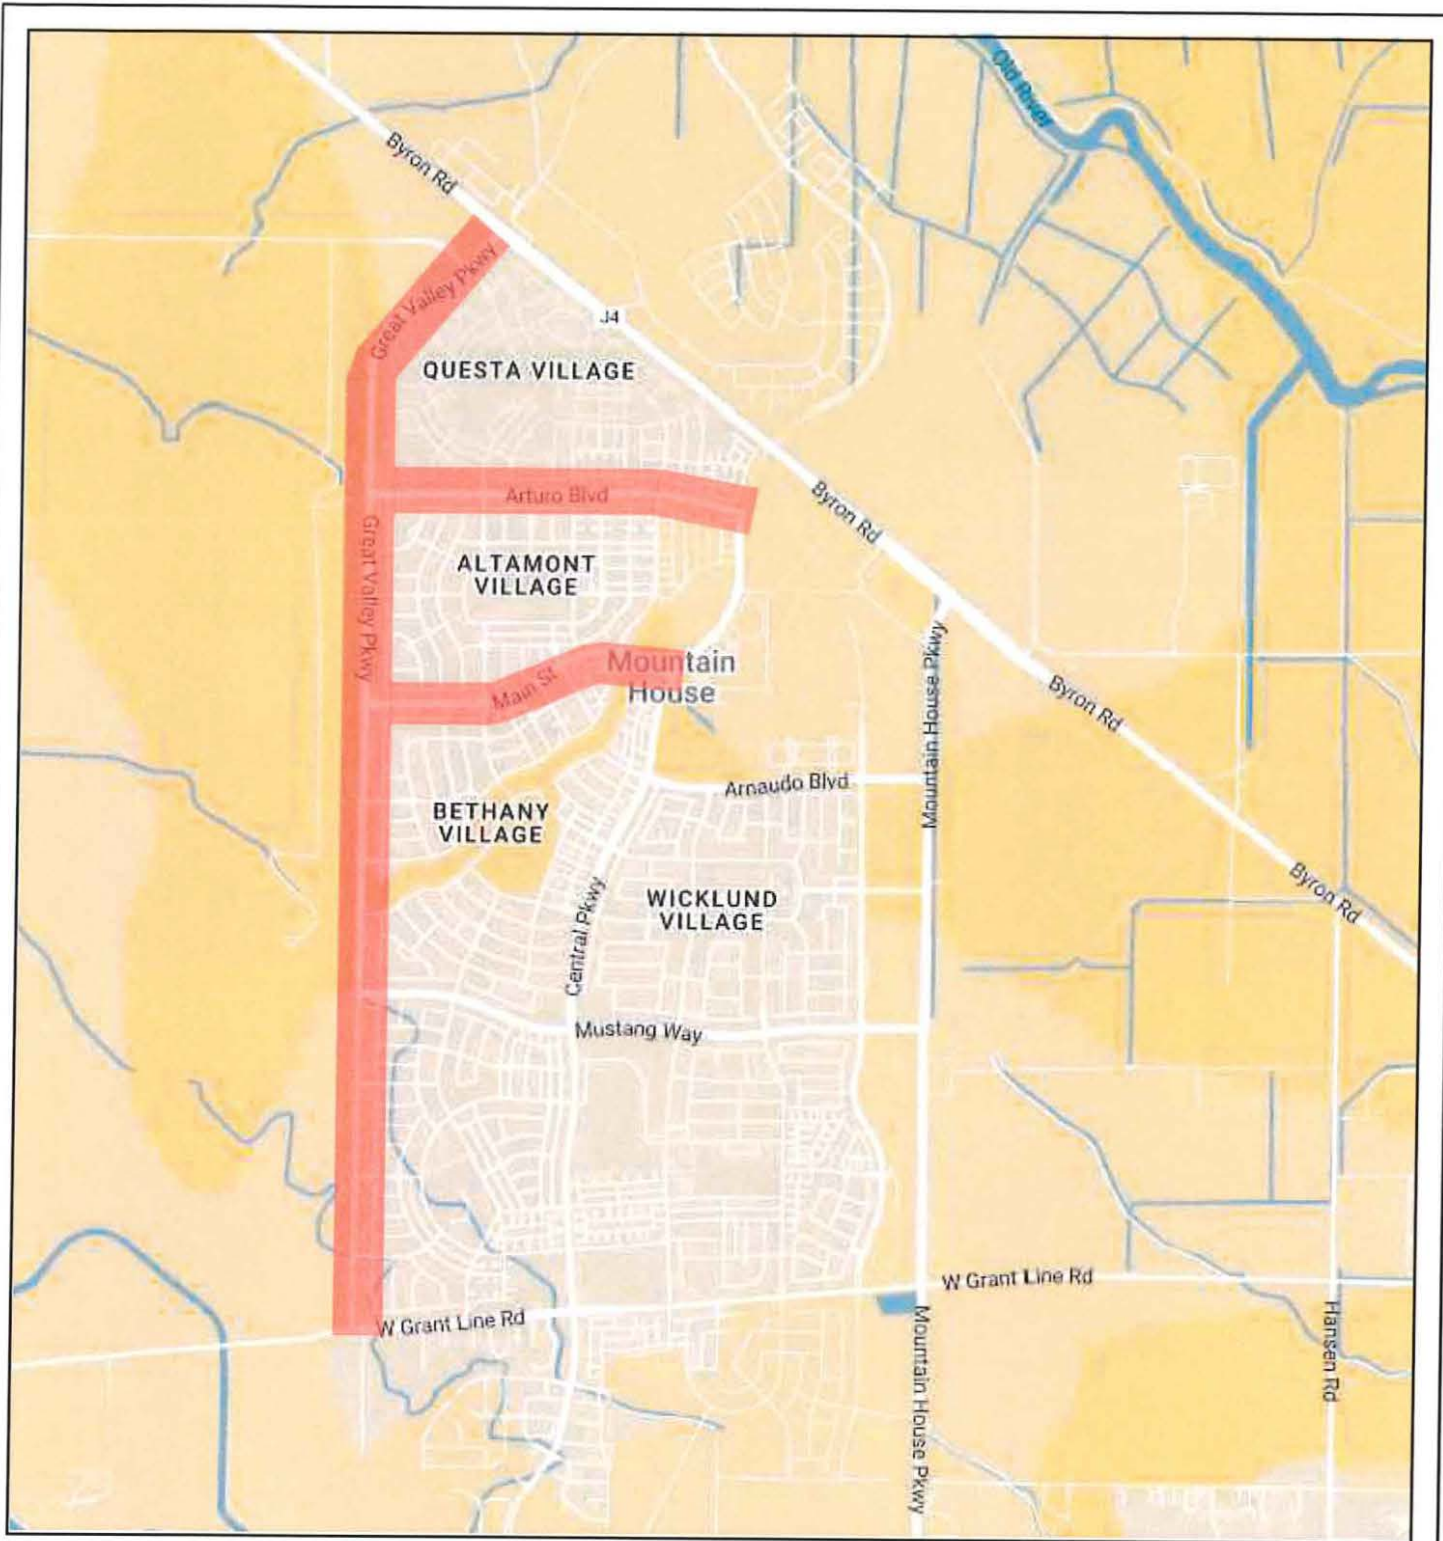 Old River
Byron Rd
Great Valley Pkwy
J4
QUESTA VILLAGE
Arturo Blvd
Byron Rd
Great Valley Pkwy
ALTAMONT
VILLAGE
Mountain House Pkwy
Main St
Mountain
House
Byron Rd
Arnaudo Blvd
BETHANY
VILLAGE
Byron Rd
Central Pkwy
WICKLUND
VILLAGE
Mustang Way
W Grant Line Rd
W Grant Line Rd
Mountain House Pkwy
Hansen Rd